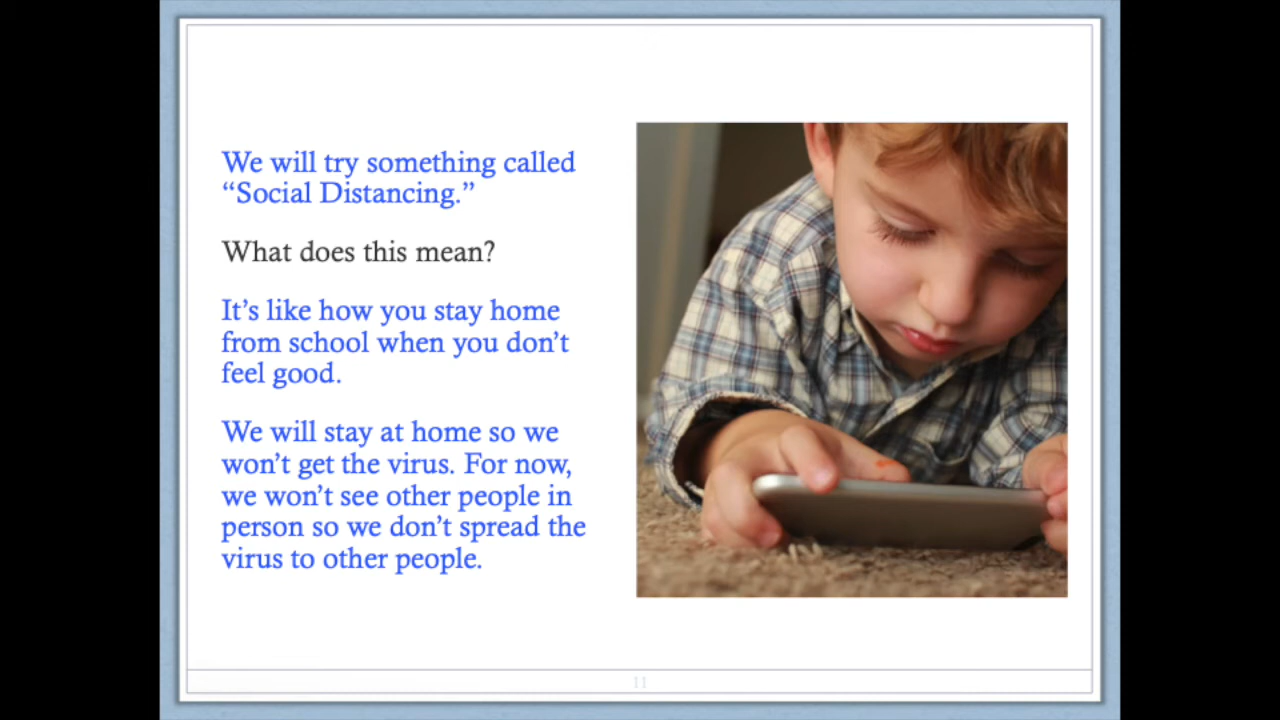 We will try something called
“Social Distancing.”
What does this mean?
It’s like how you stay home
from school when you don’t
feel good.
We will stay at home so we
won’t get the virus. For now,
we won’t see other people in
person so we don’t spread the
virus to other people.
11